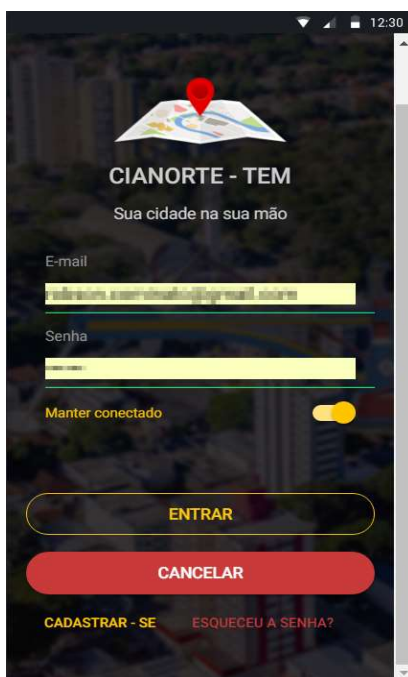 12:30
CIANORTE - TEM
Sua cidade na sua mão
E-mail
Senha
Manter conectado
ENTRAR
CANCELAR
CADASTRAR - SE ESQUECEU A SENHA?